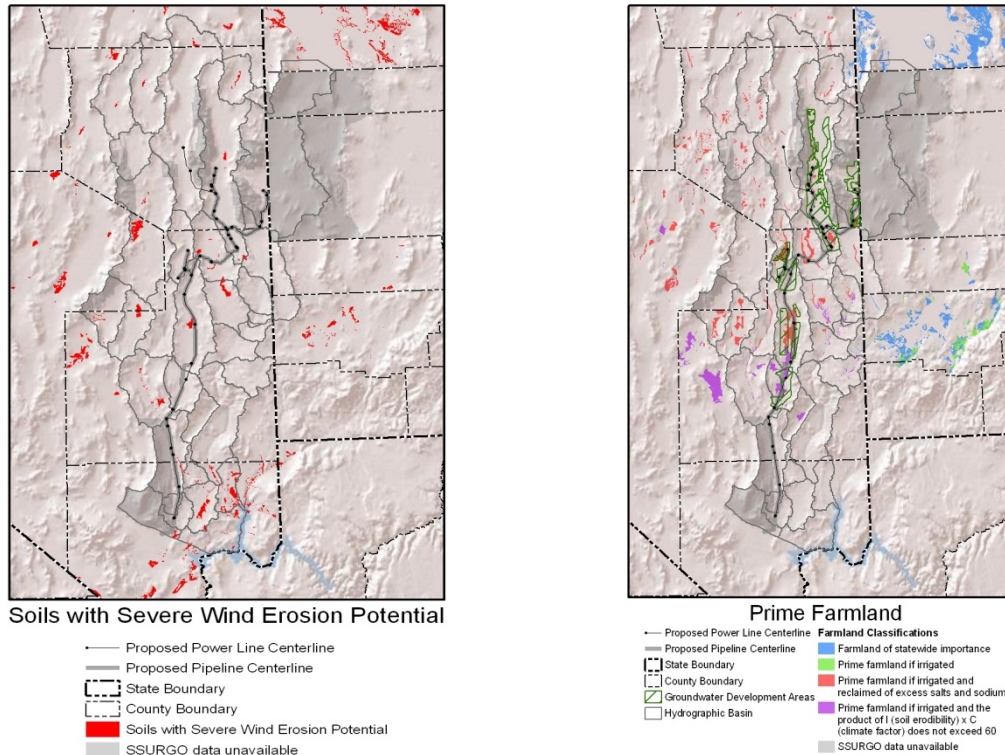 Soils with Severe Wind Erosion Potential
Proposed Power Line Centerline
Proposed Pipeline Centerline
State Boundary
County Boundary
Soils with Severe Wind Erosion Potential
SSURGO data unavailable
Prime Farmland
Proposed Power Line Centerline
Proposed Pipeline Centerline
State Boundary
County Boundary
Groundwater Development Areas
Hydrographic Basin
Farmland Classifications
Farmland of statewide importance
Prime farmland if irrigated
Prime farmland if irrigated and
reclaimed of excess salts and sodium
Prime farmland if irrigated and the
product of I (soil erodibility) x C
(climate factor) does not exceed 60
SSURGO data unavailable